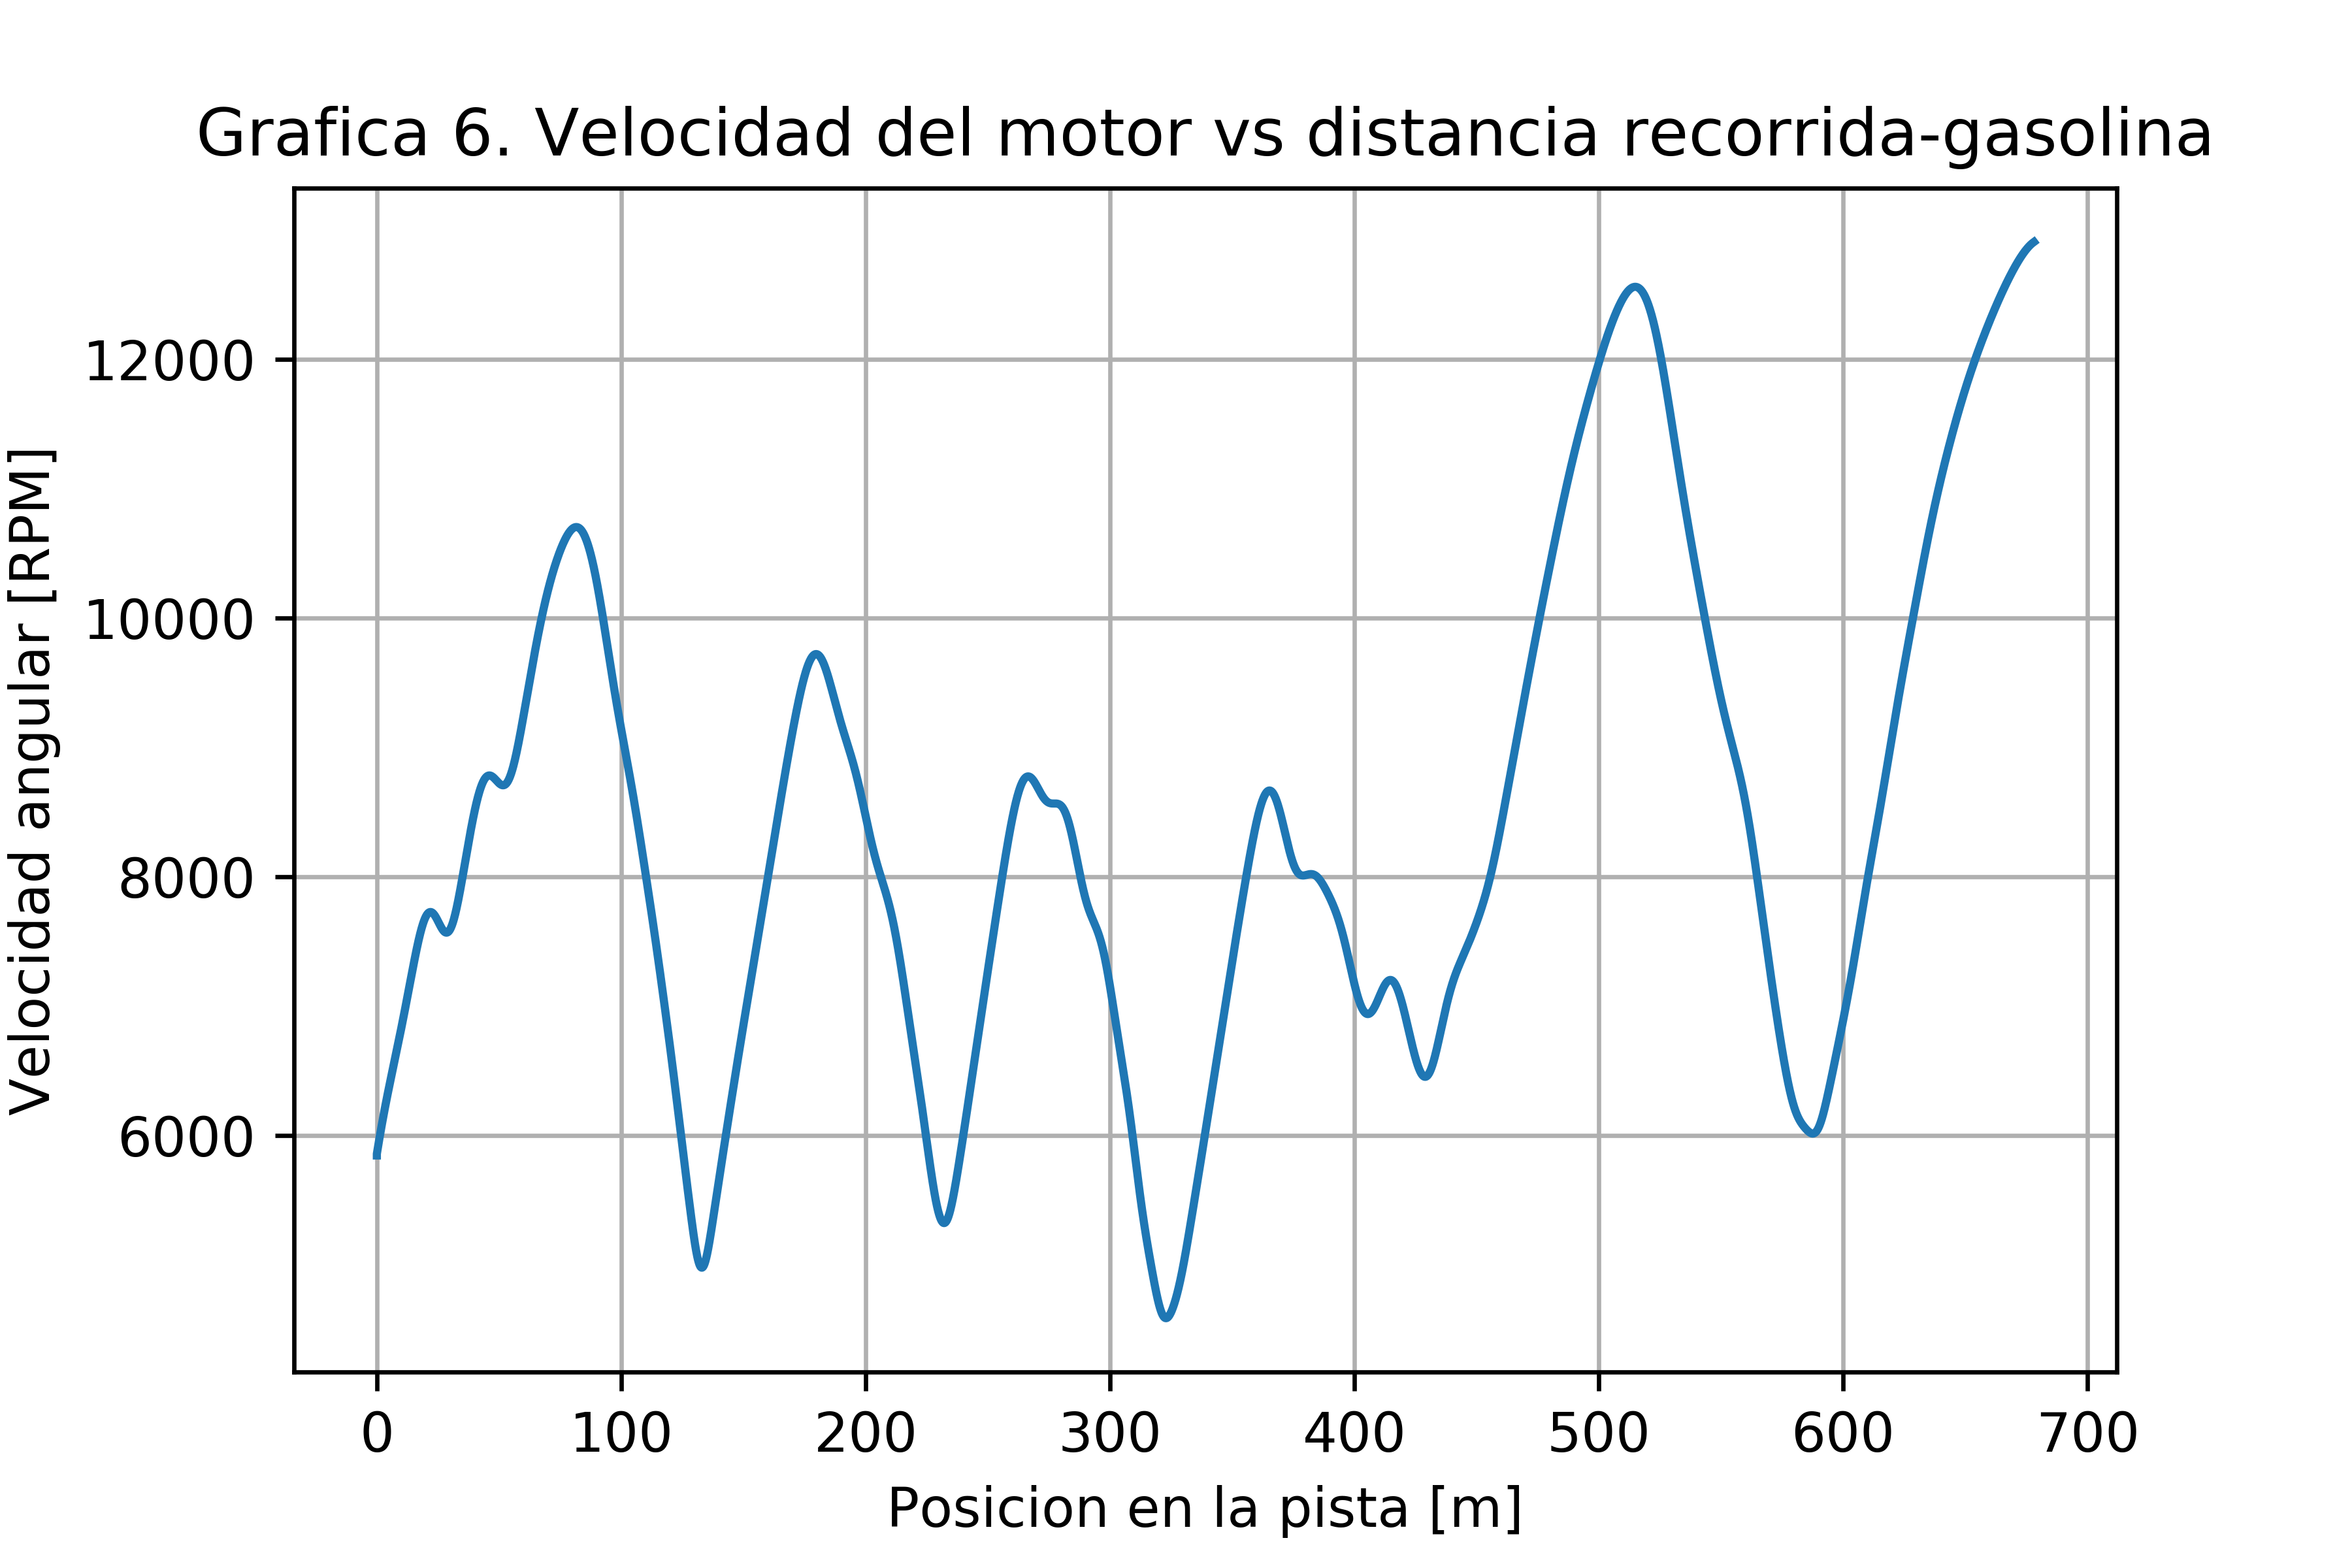 Grafica 6. Velocidad del motor vs distancia recorrida-gasolina
Velocidad angular [RPM]
12000
10000
8000
6000
0 100 200 300 400 500 600 700
Posicion en la pista [m]